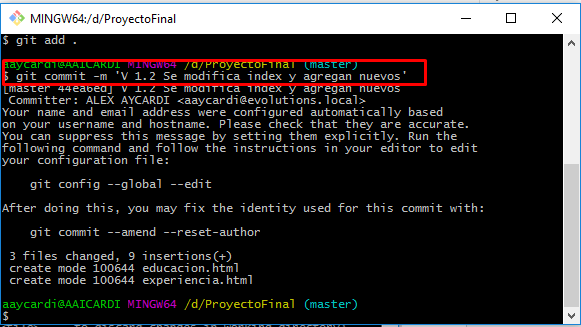 MINGW64:/d/ProyectoFinal
$ git add .
aaycardi@AAICARDI MINGW64 /d/ProyectoFinal (master)
$ git commit -m 'V 1.2 Se modifica index y agregan nuevos'
[master 44ea6ed] V 1.2 Se modifica index y agregan nuevos
Committer: ALEX AYCARDI <aaycardi@evolutions.local>
Your name and email address were configured automatically based
on your username and hostname. Please check that they are accurate.
You can suppress this message by setting them explicitly. Run the
following command and follow the instructions in your editor to edit
your configuration file:
git config --global --edit
After doing this, you may fix the identity used for this commit with:
git commit --amend --reset-author
3 files changed, 9 insertions(+)
create mode 100644 educacion.html
create mode 100644 experiencia.html
aaycardi@AAICARDI MINGW64 /d/ProyectoFinal (master)
$